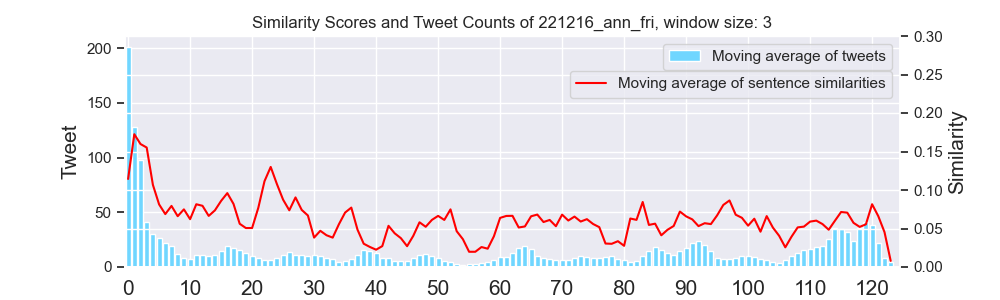 Similarity Scores and Tweet Counts of 221216_ann_fri, window size: 3
Moving average of tweets
Moving average of sentence similarities
Tweet
200
150
100
50
0
Similarity
0.30
0.25
0.20
0.15
0.10
0.05
0.00
0 10 20 30 40 50 60 70 80 90 100 110 120